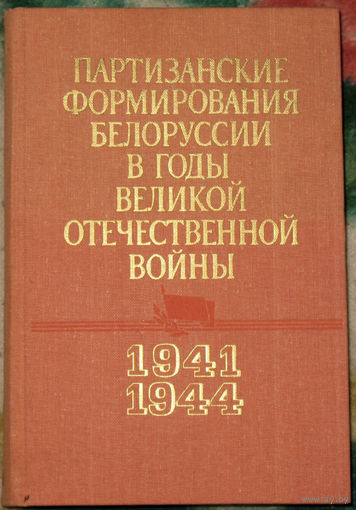 ПАРТИЗАНСКИЕ
ФОРМИРОВАНИЯ
БЕЛОРУССИИ
В ГОДЫ
ВЕЛИКОЙ
ОТЕЧЕСТВЕННОЙ
ВОЙНЫ
1941
1944